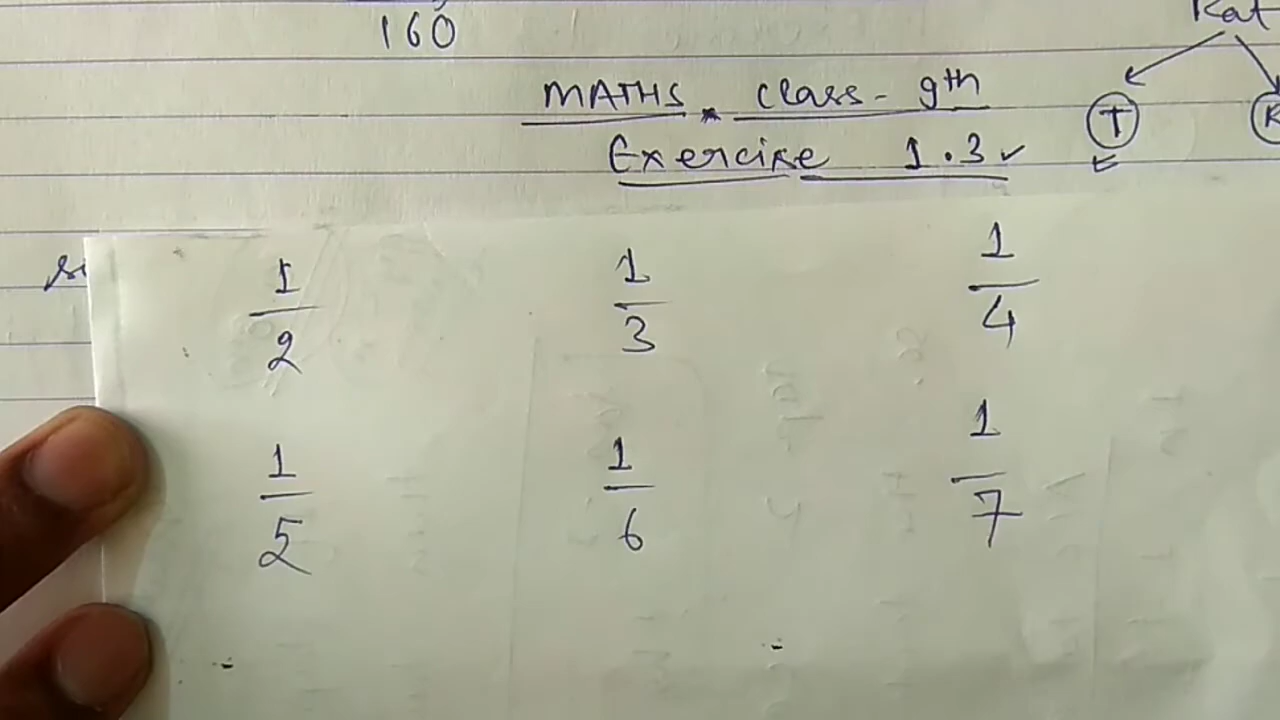 160
Rat
MATHS . class - 9th
T
Exercise 1.3 ✓
1/2 1/3 1/4
1/5 1/6 1/7